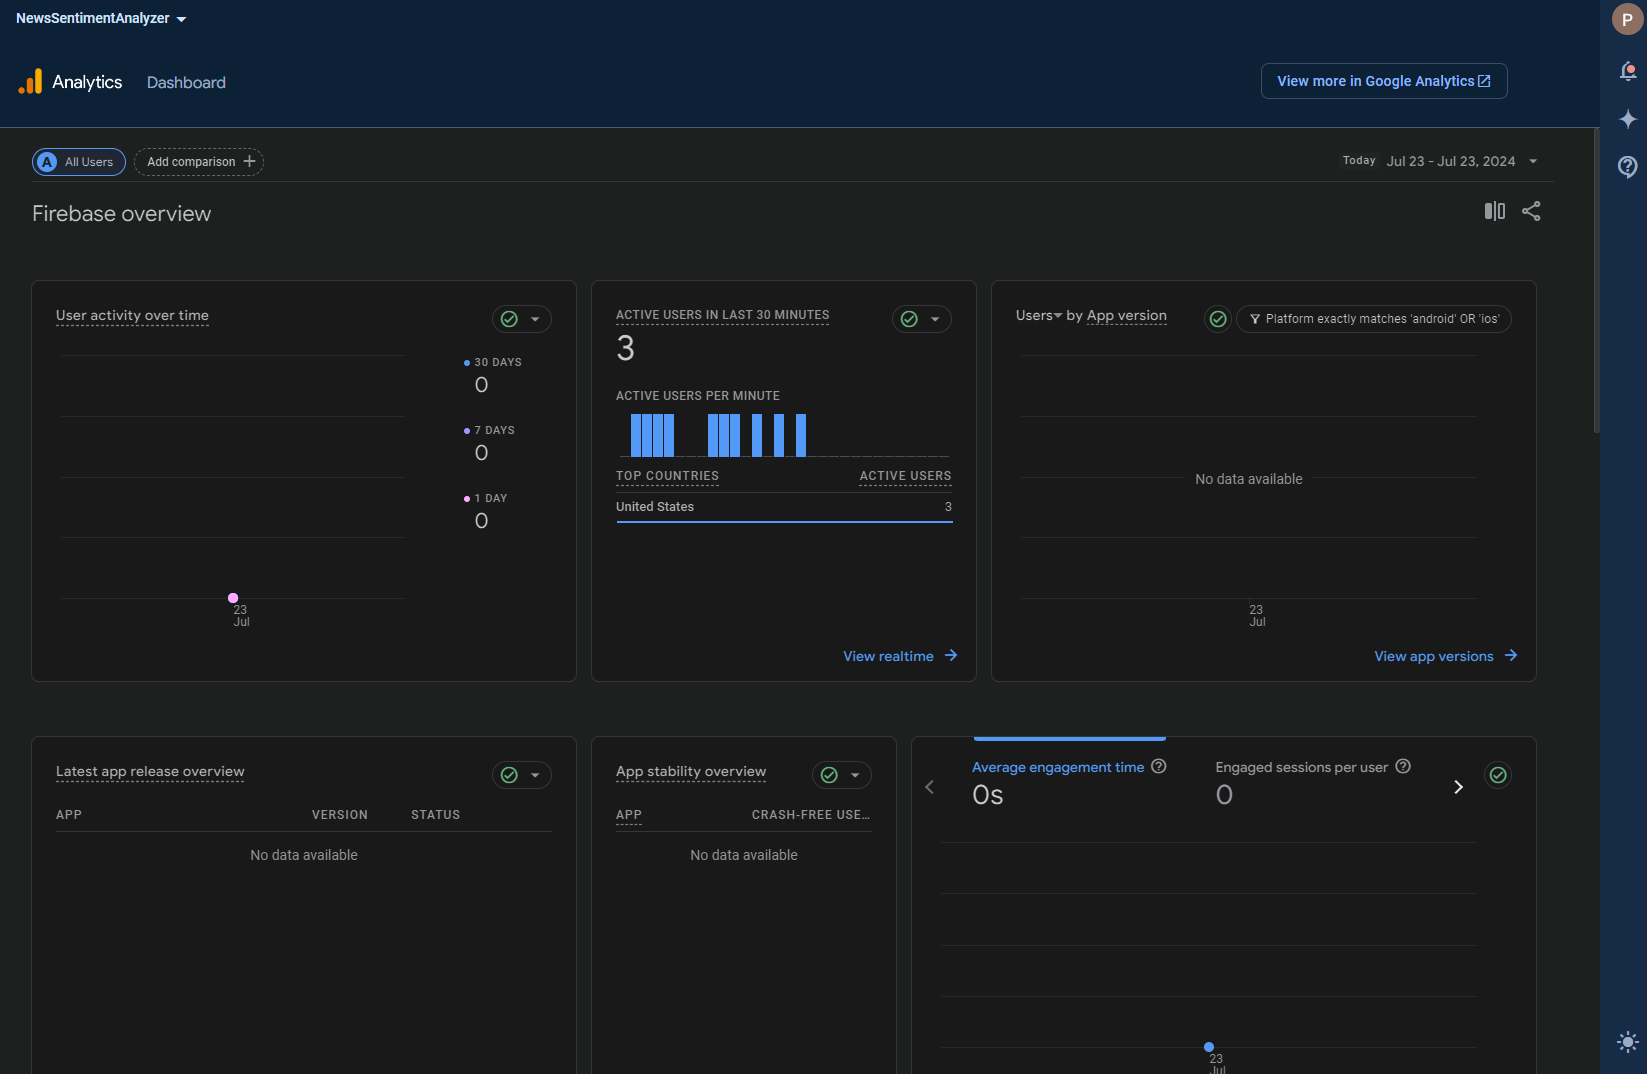 NewsSentimentAnalyzer
P
Analytics
Dashboard
View more in Google Analytics
A All Users
Add comparison
Today Jul 23 - Jul 23, 2024
Firebase overview
User activity over time
30 DAYS
0
7 DAYS
0
1 DAY
0
23
Jul
ACTIVE USERS IN LAST 30 MINUTES
3
ACTIVE USERS PER MINUTE
TOP COUNTRIES ACTIVE USERS
United States 3
View realtime
Users by App version
Platform exactly matches 'android' OR 'ios'
No data available
23
Jul
View app versions
Latest app release overview
APP VERSION STATUS
No data available
App stability overview
APP CRASH-FREE USE…
No data available
Average engagement time
0s
Engaged sessions per user
0
23
Jul